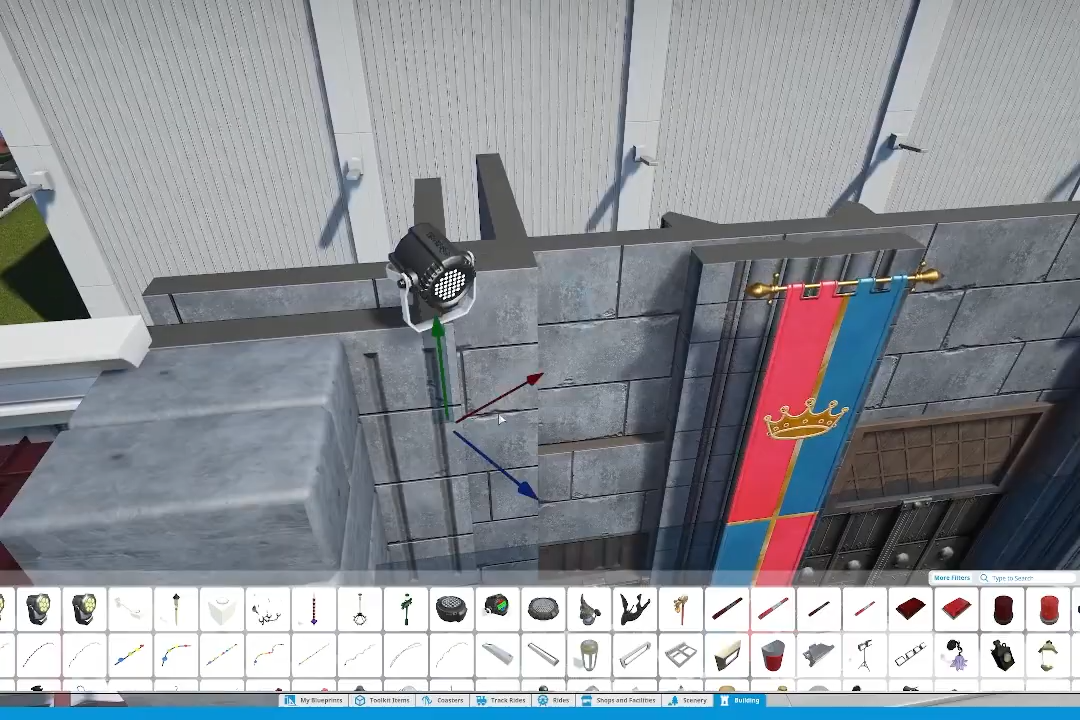 More Filters
Type to Search
My Blueprints
Toolkit Items
Coasters
Track Rides
Rides
Shops and Facilities
Scenery
Building